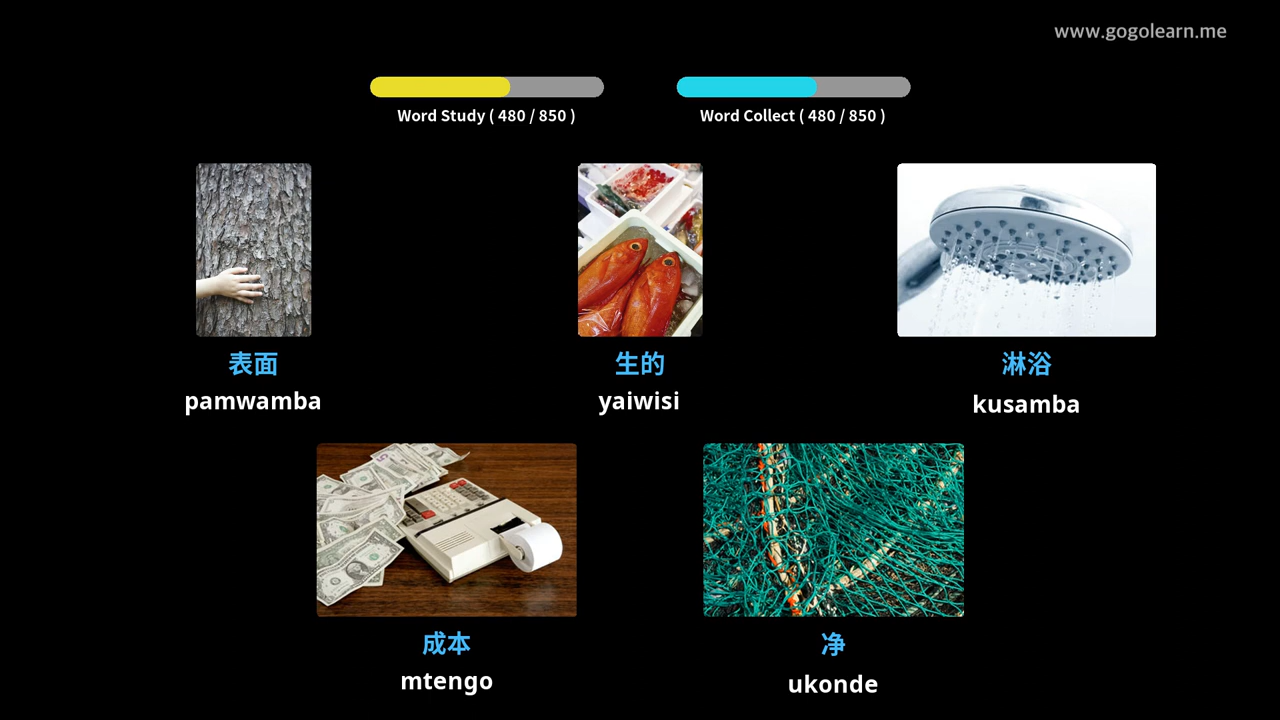 www.gogolearn.me
Word Study ( 480 / 850 )
Word Collect ( 480 / 850 )
表面
pamwamba
生的
yaiwisi
淋浴
kusamba
成本
mtengo
净
ukonde